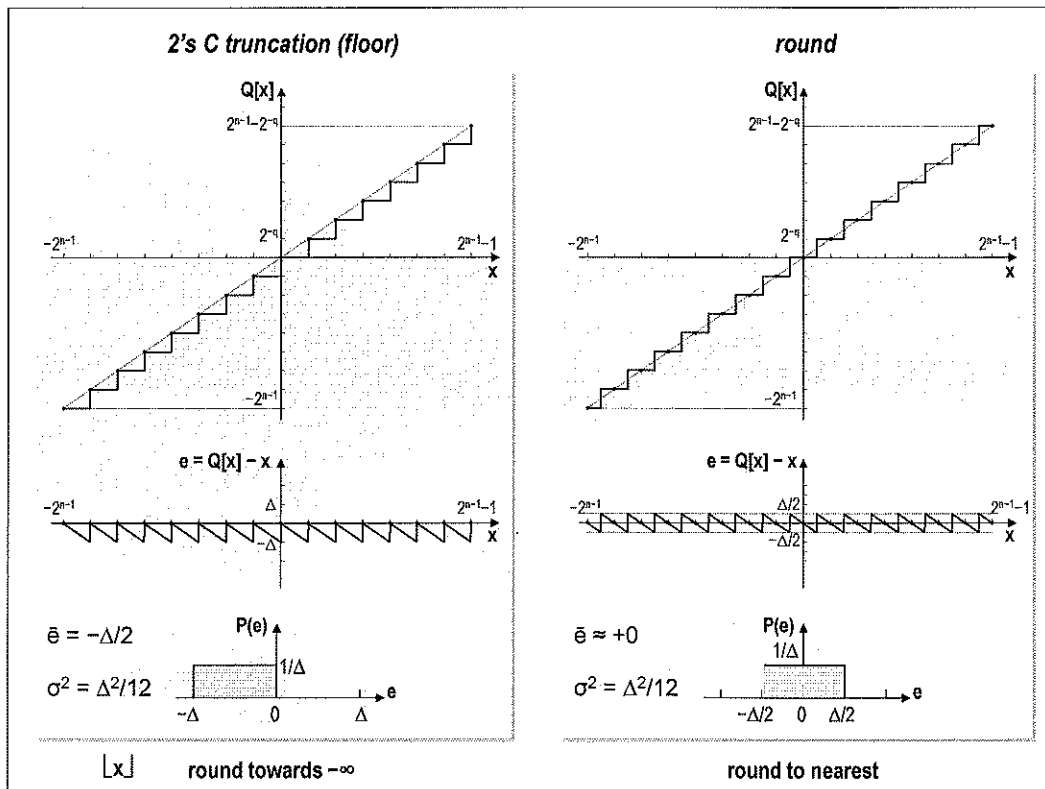 2's C truncation (floor)
Q[x]
2ⁿ⁻¹−2⁻q
−2ⁿ⁻¹
2⁻q
2ⁿ⁻¹−1
x
−2ⁿ⁻¹
e = Q[x] − x
−2ⁿ⁻¹
Δ
2ⁿ⁻¹−1
−Δ
x
ē = −Δ/2
P(e)
1/Δ
σ² = Δ²/12
e
−Δ
0
Δ
⌊x⌋
round towards −∞
round
Q[x]
2ⁿ⁻¹−2⁻q
−2ⁿ⁻¹
2⁻q
2ⁿ⁻¹−1
x
−2ⁿ⁻¹
e = Q[x] − x
−2ⁿ⁻¹
Δ/2
2ⁿ⁻¹−1
−Δ/2
x
ē ≈ +0
P(e)
1/Δ
σ² = Δ²/12
e
−Δ/2
0
Δ/2
round to nearest